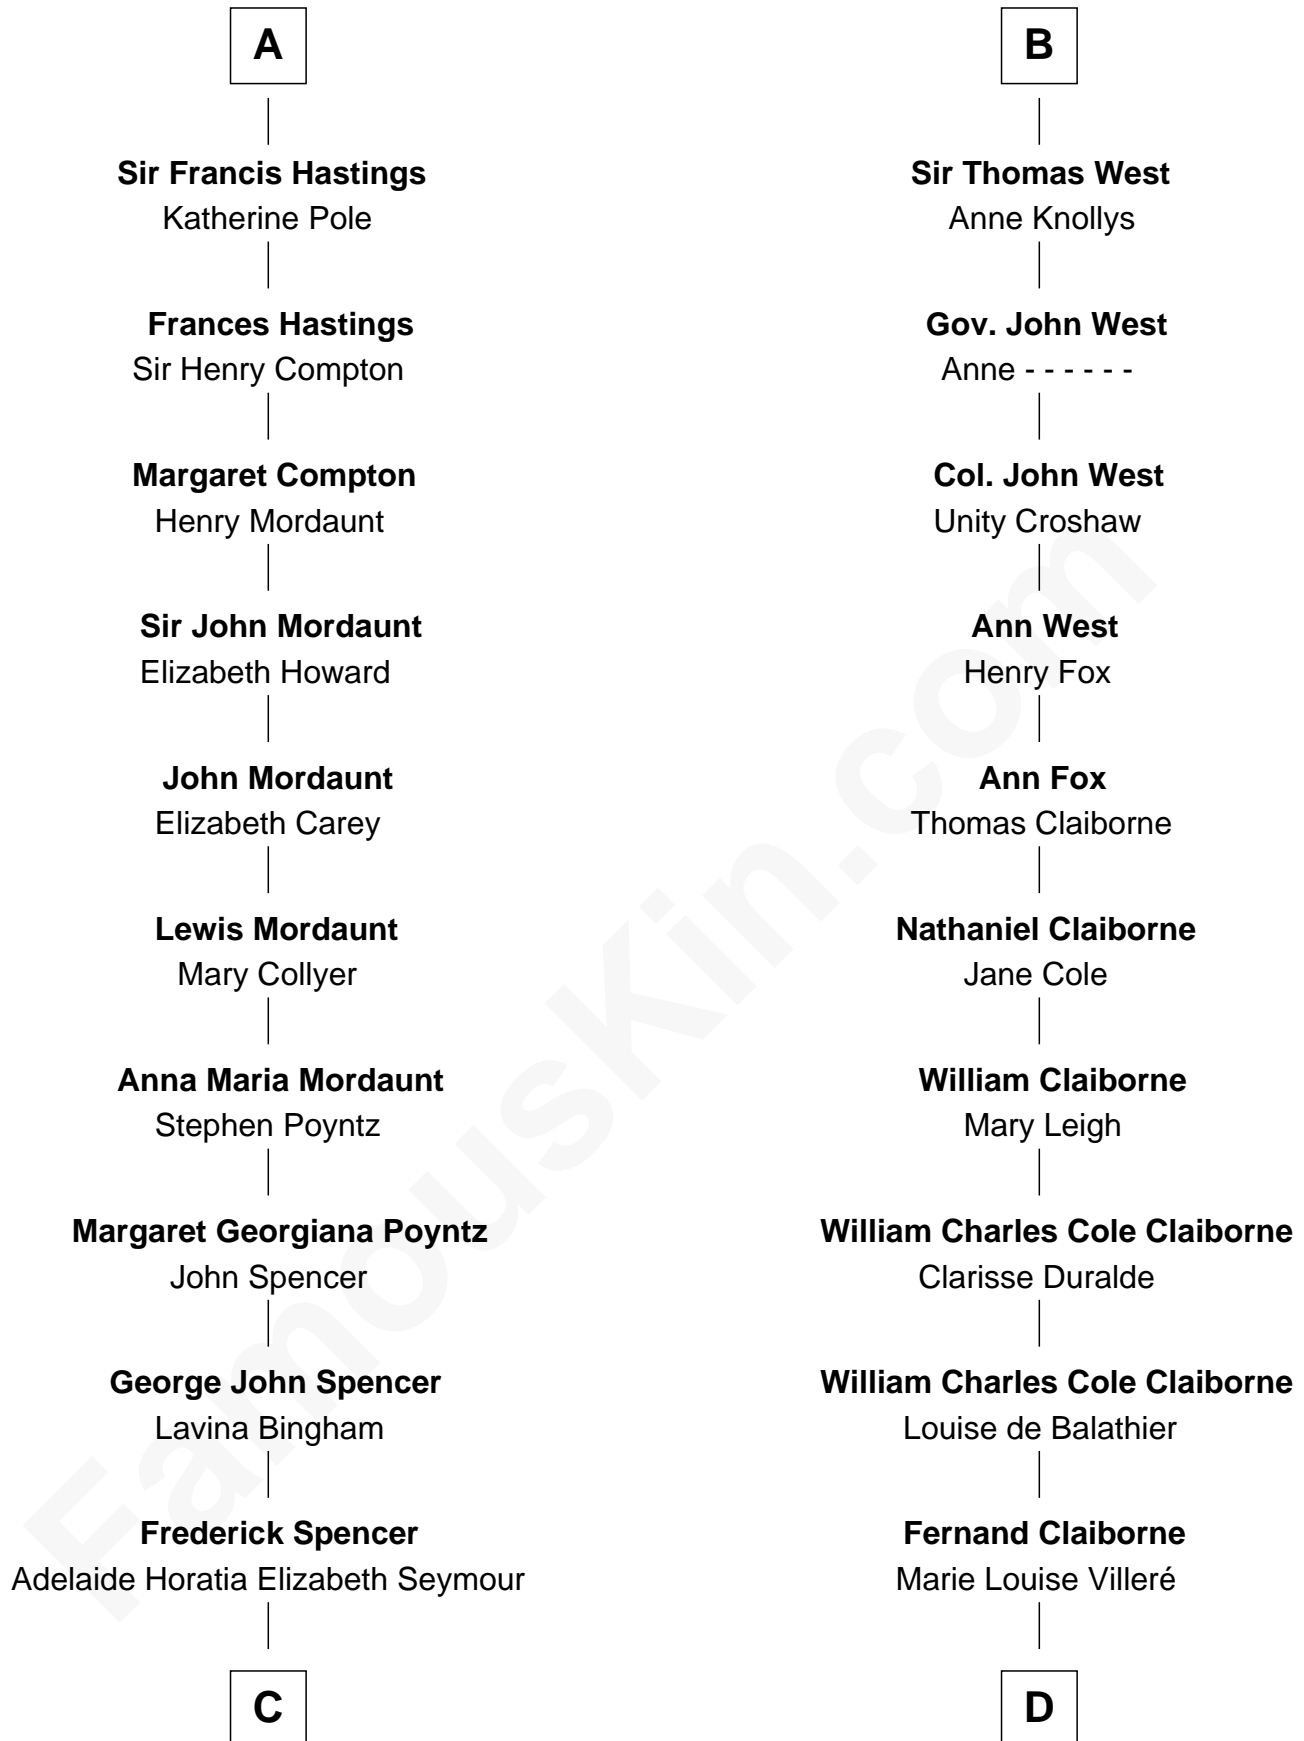 A
Sir Francis Hastings
Katherine Pole
Frances Hastings
Sir Henry Compton
Margaret Compton
Henry Mordaunt
Sir John Mordaunt
Elizabeth Howard
John Mordaunt
Elizabeth Carey
Lewis Mordaunt
Mary Collyer
Anna Maria Mordaunt
Stephen Poyntz
Margaret Georgiana Poyntz
John Spencer
George John Spencer
Lavina Bingham
Frederick Spencer
Adelaide Horatia Elizabeth Seymour
C
B
Sir Thomas West
Anne Knollys
Gov. John West
Anne - - - - - -
Col. John West
Unity Croshaw
Ann West
Henry Fox
Ann Fox
Thomas Claiborne
Nathaniel Claiborne
Jane Cole
William Claiborne
Mary Leigh
William Charles Cole Claiborne
Clarisse Duralde
William Charles Cole Claiborne
Louise de Balathier
Fernand Claiborne
Marie Louise Villeré
D
FamousKin.com